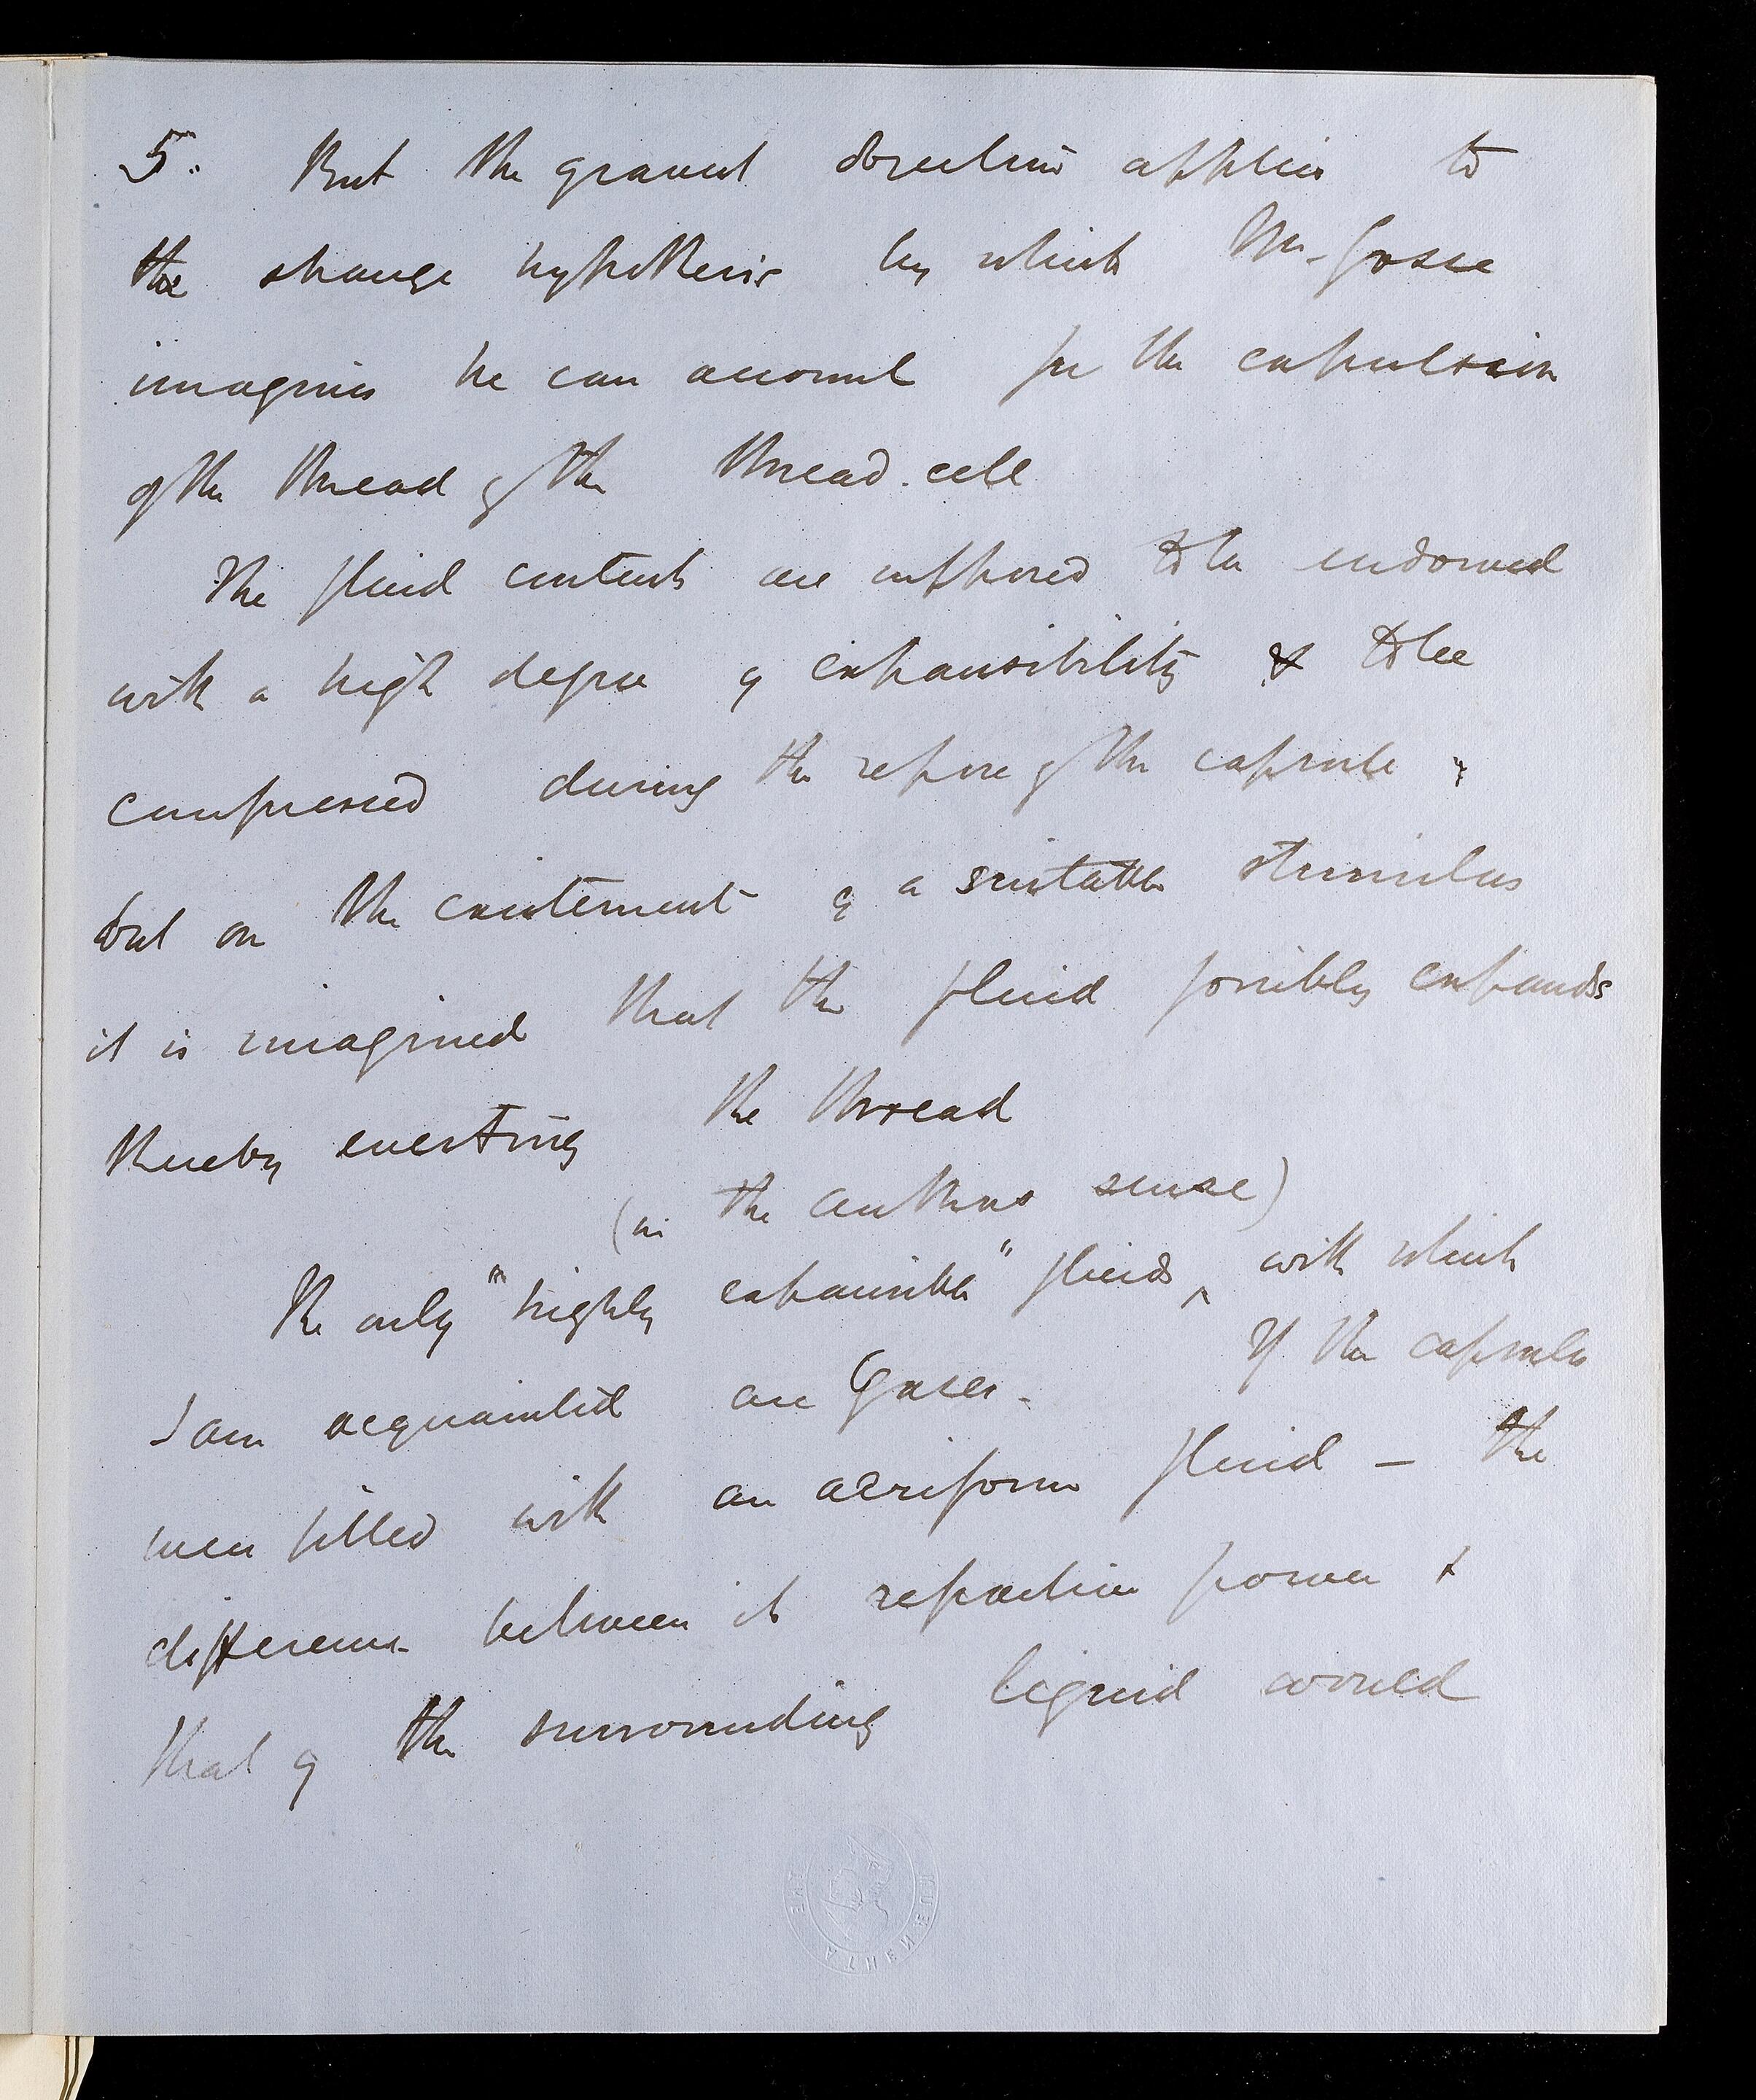 5. But the gravest objection applies to
the strange hypothesis by which Mr. Gosse
imagines he can account for the expulsion
of the thread of the thread-cell
The fluid contents are supposed to be endowed
with a high degree of expansibility & to be
compressed during the repose of the capsule;
but on the excitement of a suitable stimulus
it is imagined that the fluid forcibly expands
thereby everting the thread
(in the authors sense)
The only "highly expansible" fluids ‸ with which
I am acquainted are Gases. If the capsule
were filled with an aeriform fluid — the
difference between its refractive power &
that of the surrounding liquid would
THE ATHENÆUM